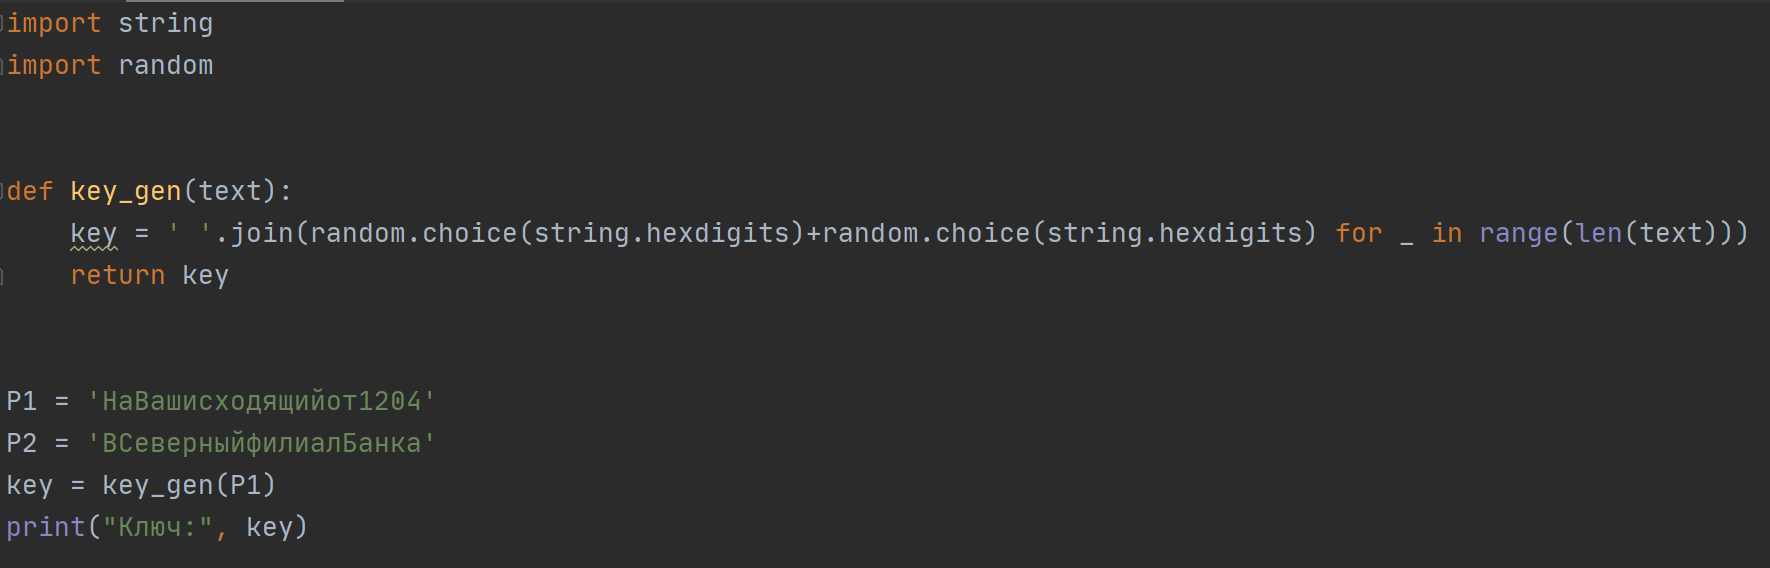 import string
import random
def key_gen(text):
key = ' '.join(random.choice(string.hexdigits)+random.choice(string.hexdigits) for _ in range(len(text)))
return key
P1 = 'НаВашисходящийот1204'
P2 = 'ВСеверныйфилиалБанка'
key = key_gen(P1)
print("Ключ:", key)